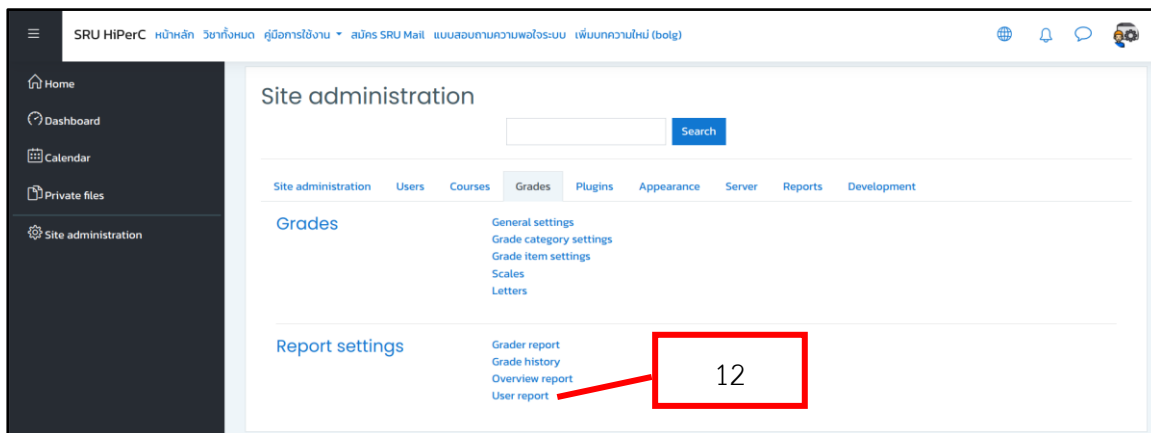 SRU HiPerC หน้าหลัก วิชาทั้งหมด คู่มือการใช้งาน สมัคร SRU Mail แบบสอบถามความพอใจระบบ เพิ่มบทความใหม่ (bolg)
Home
Dashboard
Calendar
Private files
Site administration
Site administration
Search
Site administration Users Courses Grades Plugins Appearance Server Reports Development
Grades
General settings
Grade category settings
Grade item settings
Scales
Letters
Report settings
Grader report
Grade history
Overview report
User report
12